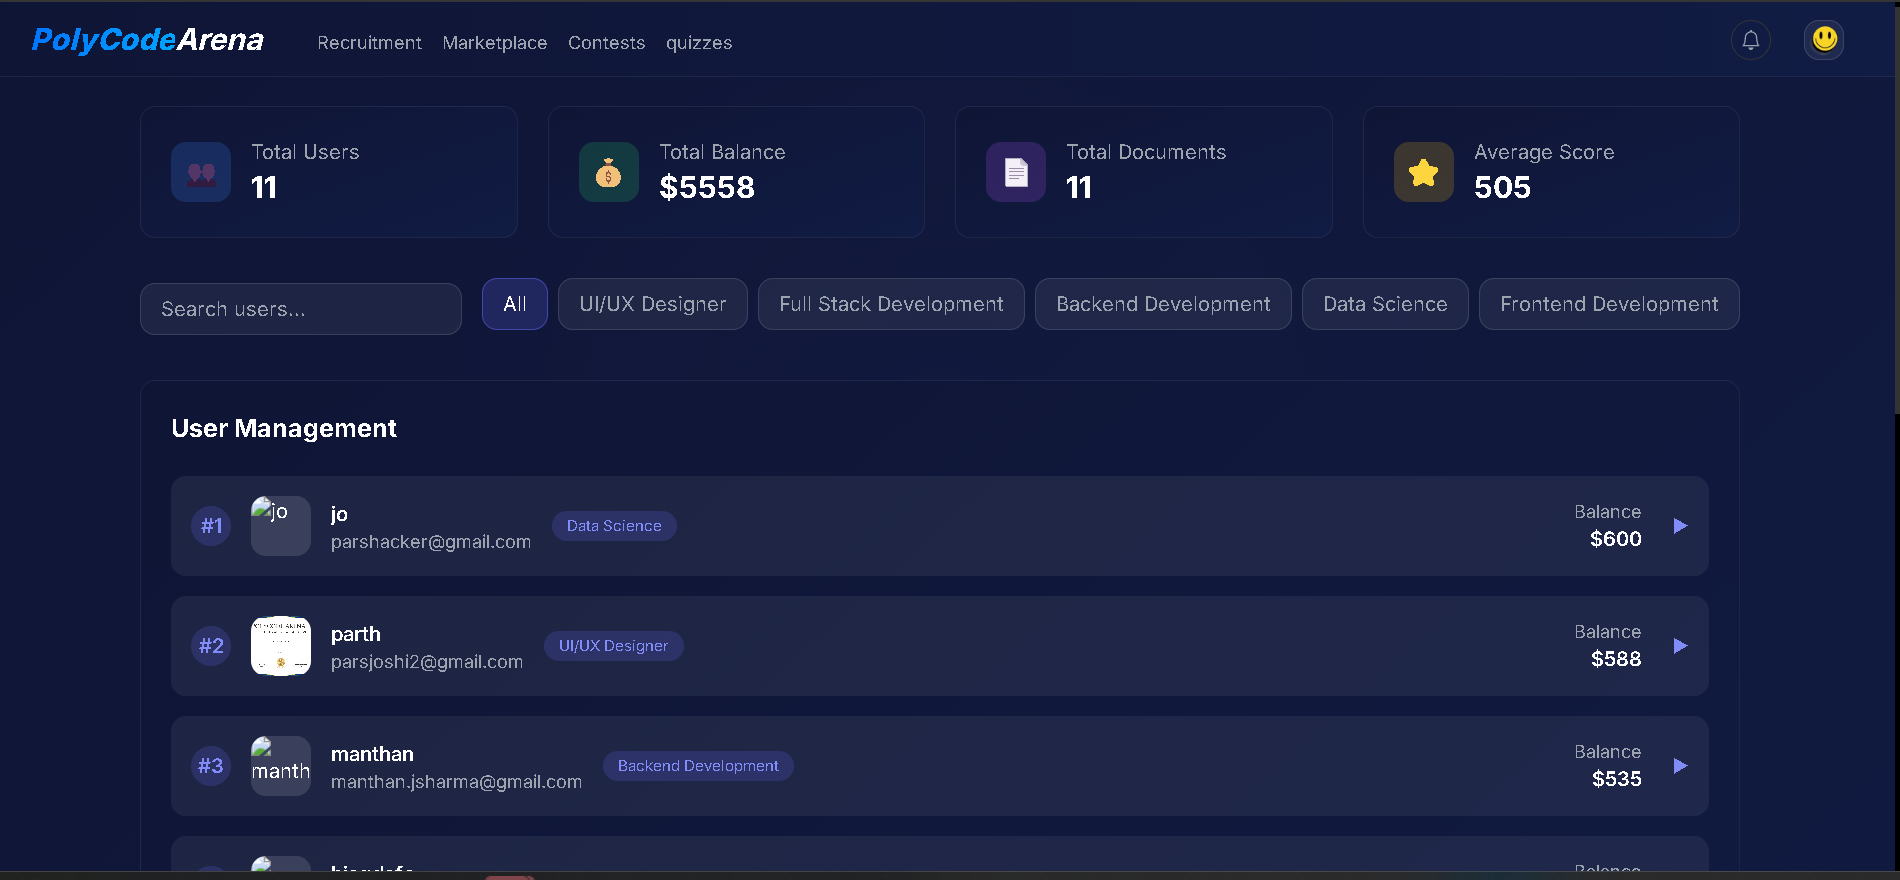 PolyCodeArena
Recruitment Marketplace Contests quizzes
Total Users
11
Total Balance
$5558
Total Documents
11
Average Score
505
Search users...
All
UI/UX Designer
Full Stack Development
Backend Development
Data Science
Frontend Development
User Management
#1
jo
jo
parshacker@gmail.com
Data Science
Balance
$600
#2
POLYCODE ARENA
parth
parsjoshi2@gmail.com
UI/UX Designer
Balance
$588
#3
manth
manthan
manthan.jsharma@gmail.com
Backend Development
Balance
$535
Balance